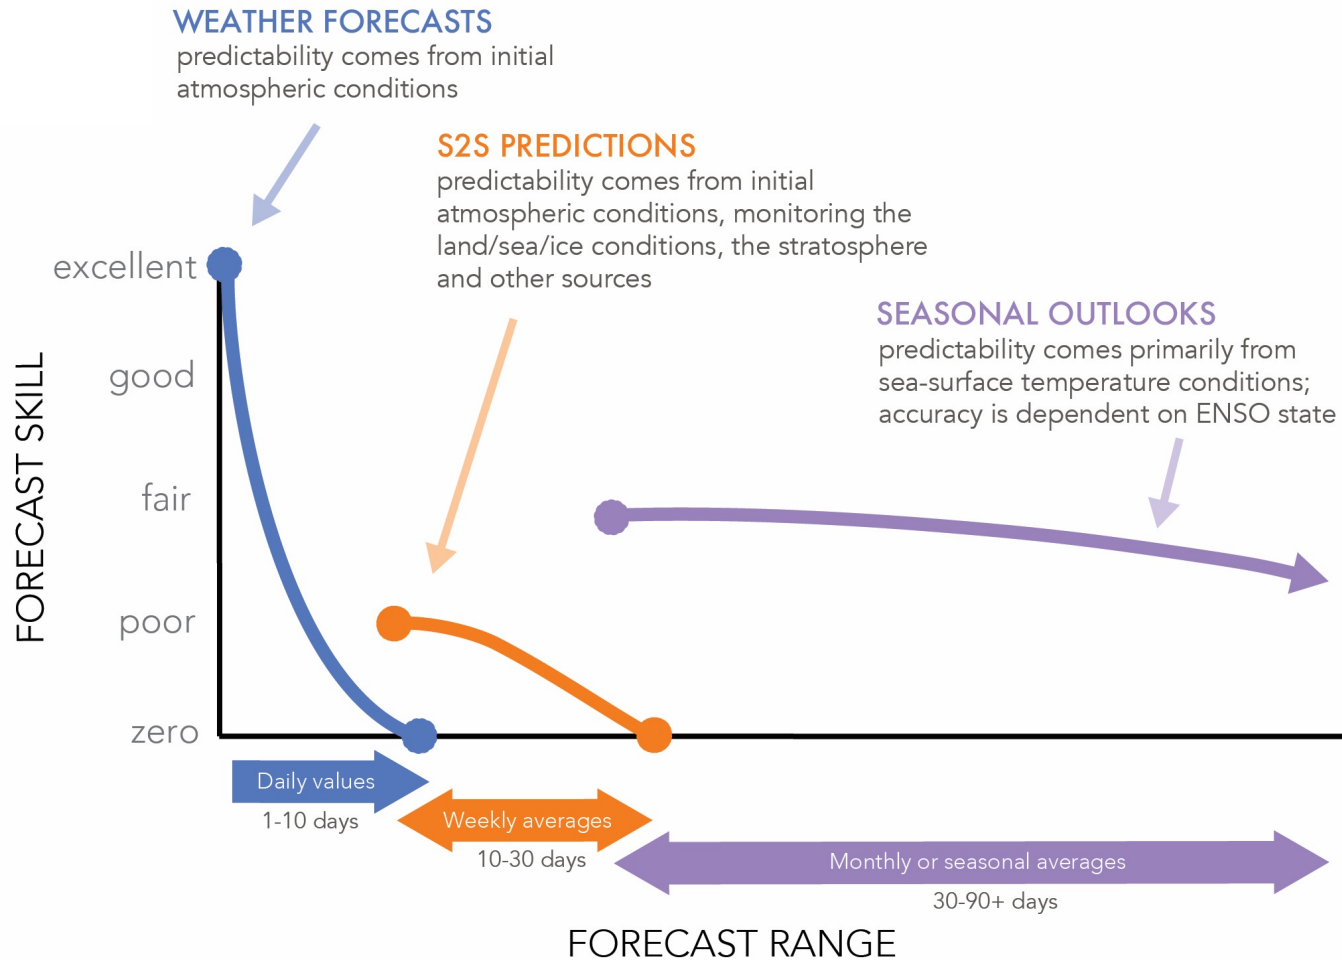 WEATHER FORECASTS
predictability comes from initial
atmospheric conditions
S2S PREDICTIONS
predictability comes from initial
atmospheric conditions, monitoring the
land/sea/ice conditions, the stratosphere
and other sources
SEASONAL OUTLOOKS
predictability comes primarily from
sea-surface temperature conditions;
accuracy is dependent on ENSO state
FORECAST SKILL
excellent
good
fair
poor
zero
Daily values
1-10 days
Weekly averages
10-30 days
Monthly or seasonal averages
30-90+ days
FORECAST RANGE